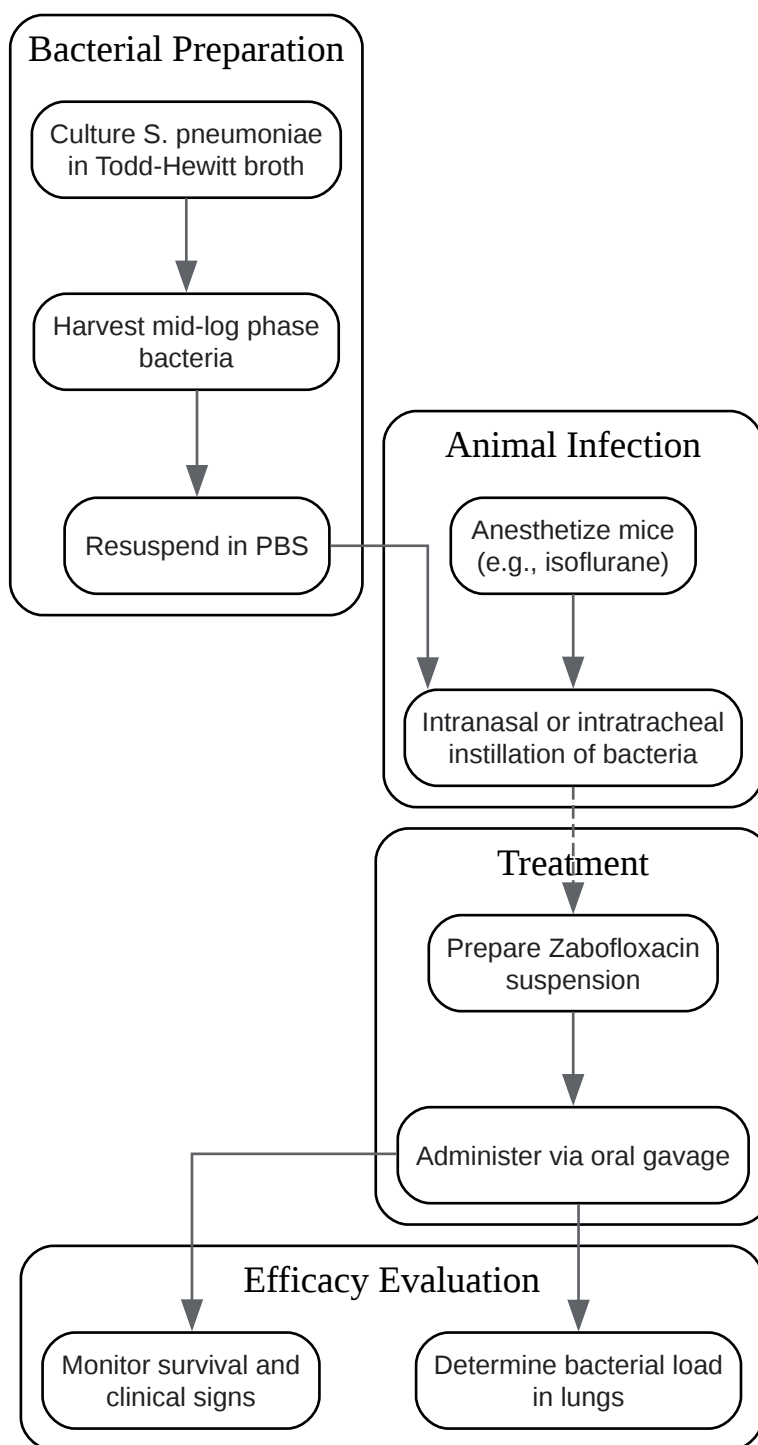 Bacterial Preparation
Culture S. pneumoniae
in Todd-Hewitt broth
Harvest mid-log phase
bacteria
Resuspend in PBS
Animal Infection
Anesthetize mice
(e.g., isoflurane)
Intranasal or intratracheal
instillation of bacteria
Treatment
Prepare Zabofloxacin
suspension
Administer via oral gavage
Efficacy Evaluation
Monitor survival and
clinical signs
Determine bacterial load
in lungs